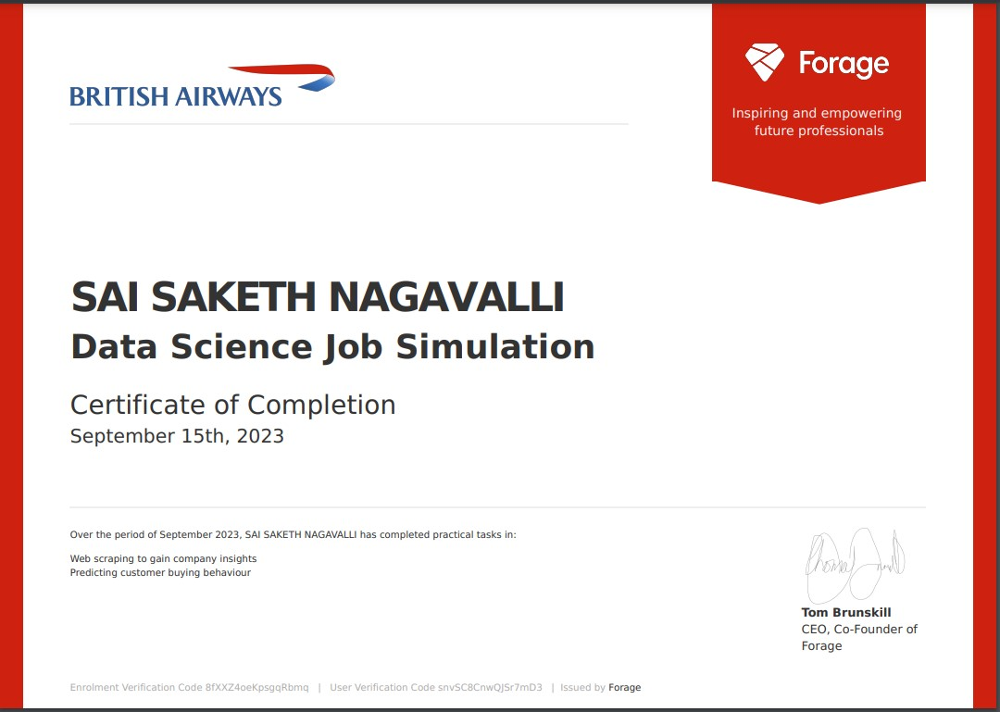 BRITISH AIRWAYS
Forage
Inspiring and empowering
future professionals
SAI SAKETH NAGAVALLI
Data Science Job Simulation
Certificate of Completion
September 15th, 2023
Over the period of September 2023, SAI SAKETH NAGAVALLI has completed practical tasks in:
Web scraping to gain company insights
Predicting customer buying behaviour
Tom Brunskill
CEO, Co-Founder of
Forage
Enrolment Verification Code 8fXXZ4oeKpsgqRbmq | User Verification Code snvSC8CnwQJSr7mD3 | Issued by Forage